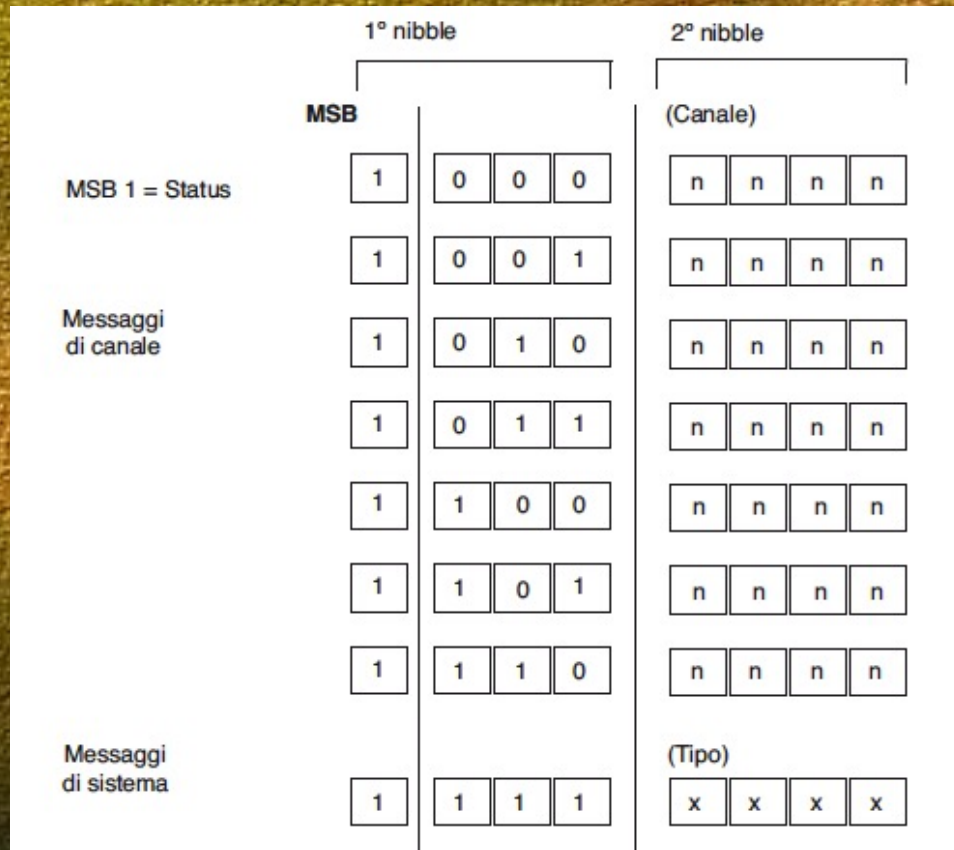 1° nibble 2° nibble
MSB (Canale)
MSB 1 = Status 1 0 0 0 n n n n
1 0 0 1 n n n n
Messaggi
di canale 1 0 1 0 n n n n
1 0 1 1 n n n n
1 1 0 0 n n n n
1 1 0 1 n n n n
1 1 1 0 n n n n
Messaggi (Tipo)
di sistema 1 1 1 1 x x x x